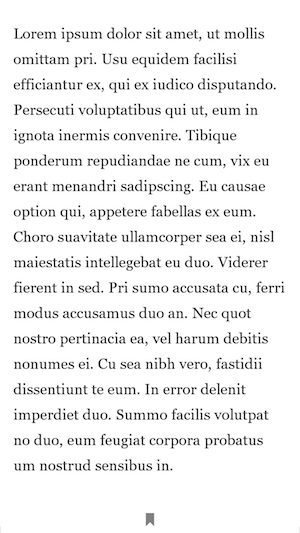 Lorem ipsum dolor sit amet, ut mollis
omittam pri. Usu equidem facilisi
efficiantur ex, qui ex iudico disputando.
Persecuti voluptatibus qui ut, eum in
ignota inermis convenire. Tibique
ponderum repudiandae ne cum, vix eu
erant menandri sadipscing. Eu causae
option qui, appetere fabellas ex eum.
Choro suavitate ullamcorper sea ei, nisl
maiestatis intellegebat eu duo. Viderer
fierent in sed. Pri sumo accusata cu, ferri
modus accusamus duo an. Nec quot
nostro pertinacia ea, vel harum debitis
nonumes ei. Cu sea nibh vero, fastidii
dissentiunt te eum. In error delenit
imperdiet duo. Summo facilis volutpat
no duo, eum feugiat corpora probatus
um nostrud sensibus in.